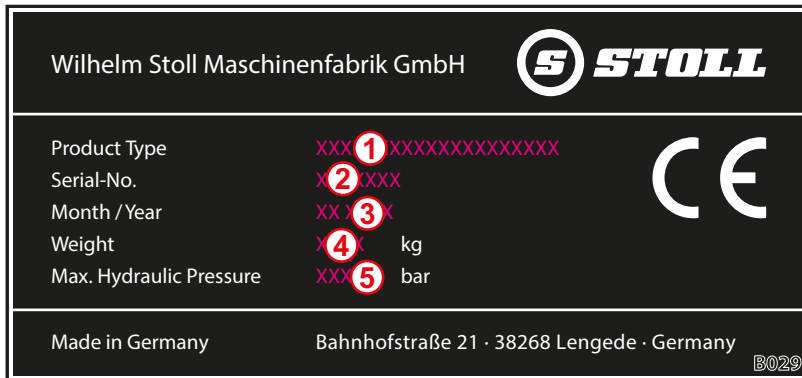 Wilhelm Stoll Maschinenfabrik GmbH S STOLL
Product Type XXX 1 XXXXXXXXXXXXXX CE
Serial-No. X 2 XXXX
Month / Year XX X 3 X
Weight X 4 X kg
Max. Hydraulic Pressure XXX 5 bar
Made in Germany Bahnhofstraße 21 · 38268 Lengede · Germany
B029